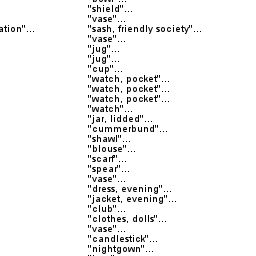 "shield"...
"vase"...
ation"... "sash, friendly society"...
"vase"...
"jug"...
"jug"...
"cup"...
"watch, pocket"...
"watch, pocket"...
"watch, pocket"...
"watch"...
"jar, lidded"...
"cummerbund"...
"shawl"...
"blouse"...
"scarf"...
"spear"...
"vase"...
"dress, evening"...
"jacket, evening"...
"club"...
"clothes, dolls"...
"vase"...
"candlestick"...
"nightgown"...